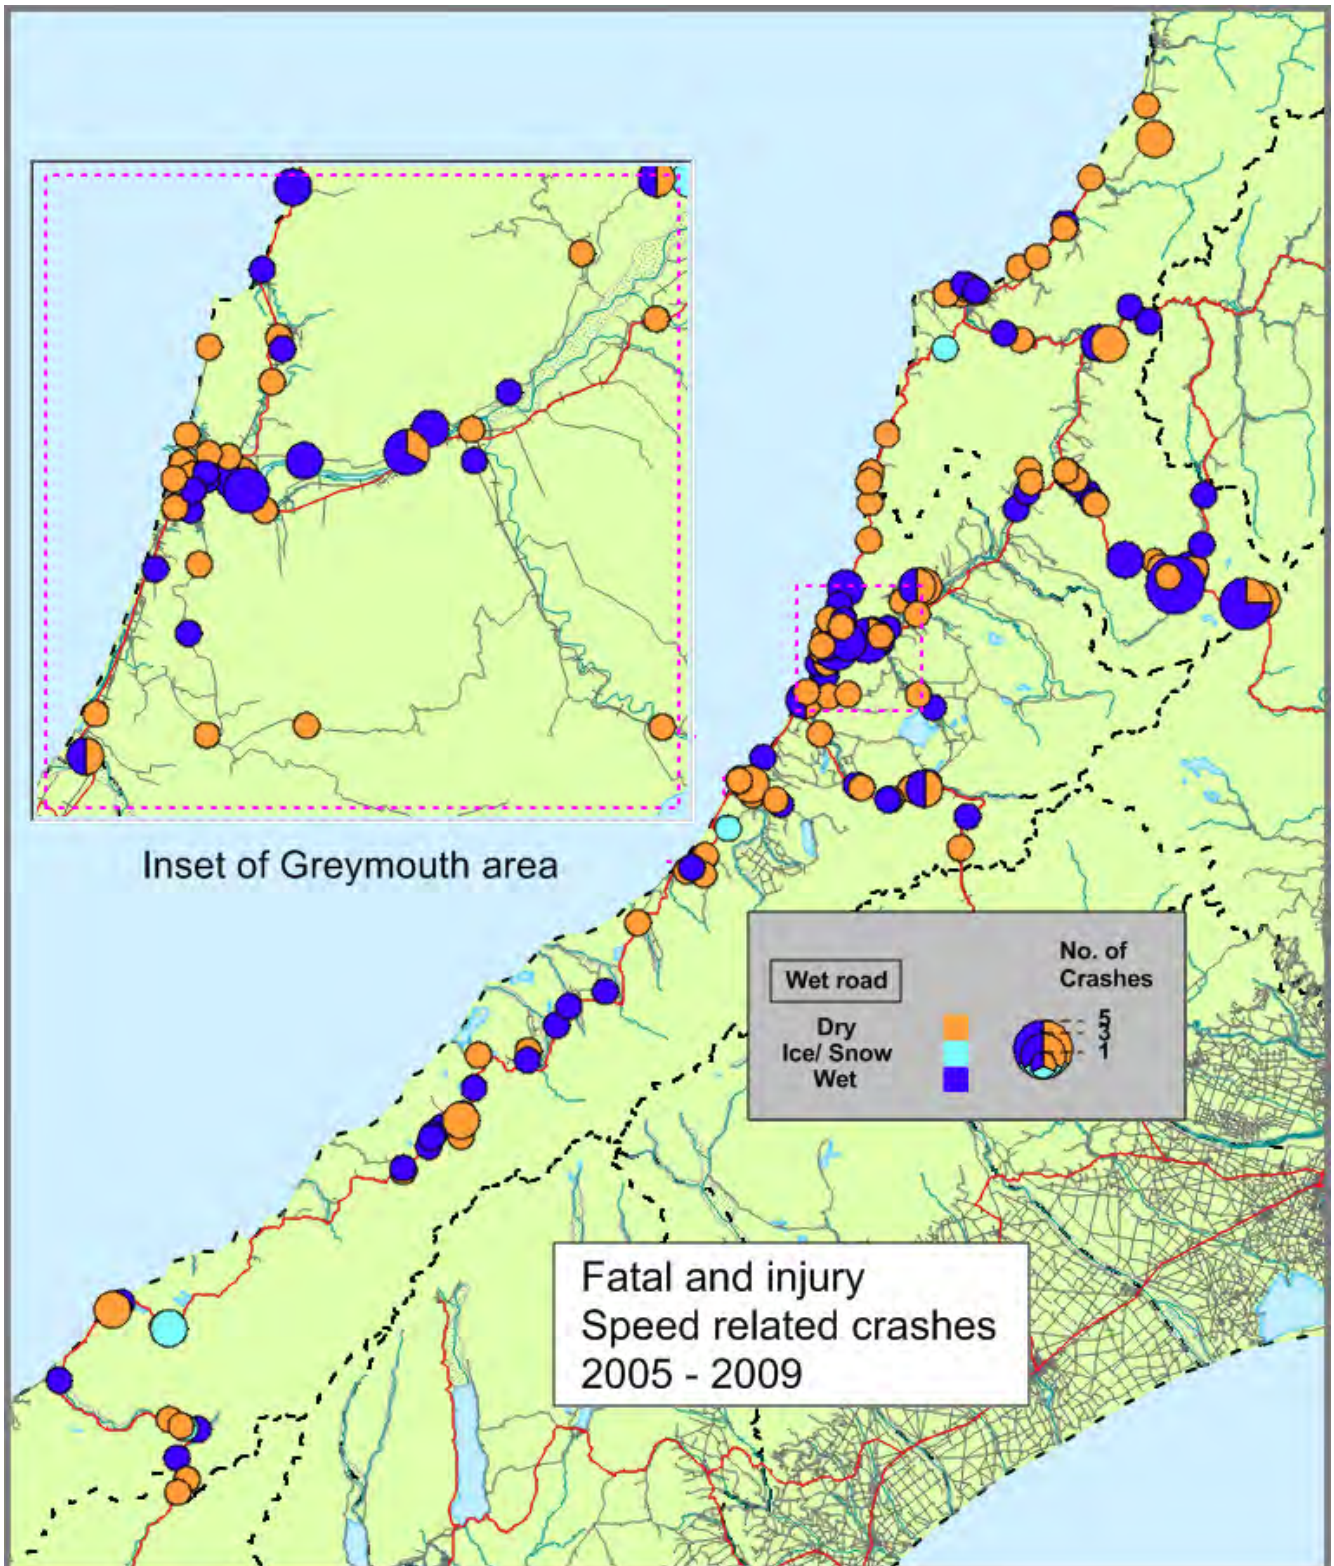 Inset of Greymouth area
No. of
Crashes
Wet road
5
3
1
Dry
Ice/ Snow
Wet
Fatal and injury
Speed related crashes
2005 - 2009